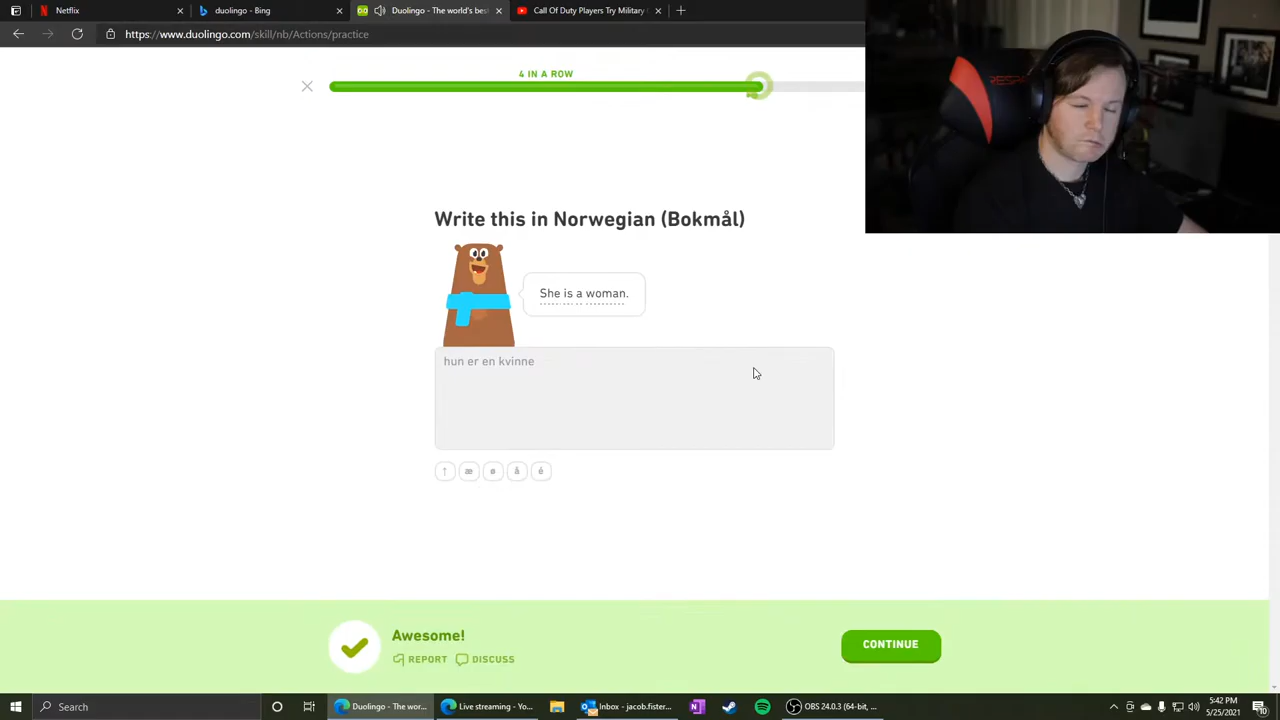 Netflix
duolingo - Bing
Duolingo - The world's best
Call Of Duty Players Try Military
https://www.duolingo.com/skill/nb/Actions/practice
4 IN A ROW
Write this in Norwegian (Bokmål)
She is a woman.
hun er en kvinne
↑ æ ø å é
Awesome!
REPORT DISCUSS
CONTINUE
Search
Duolingo - The wor...
Live streaming - Yo...
Inbox - jacob.fister...
OBS 24.0.3 (64-bit, ...
5:42 PM
5/25/2021